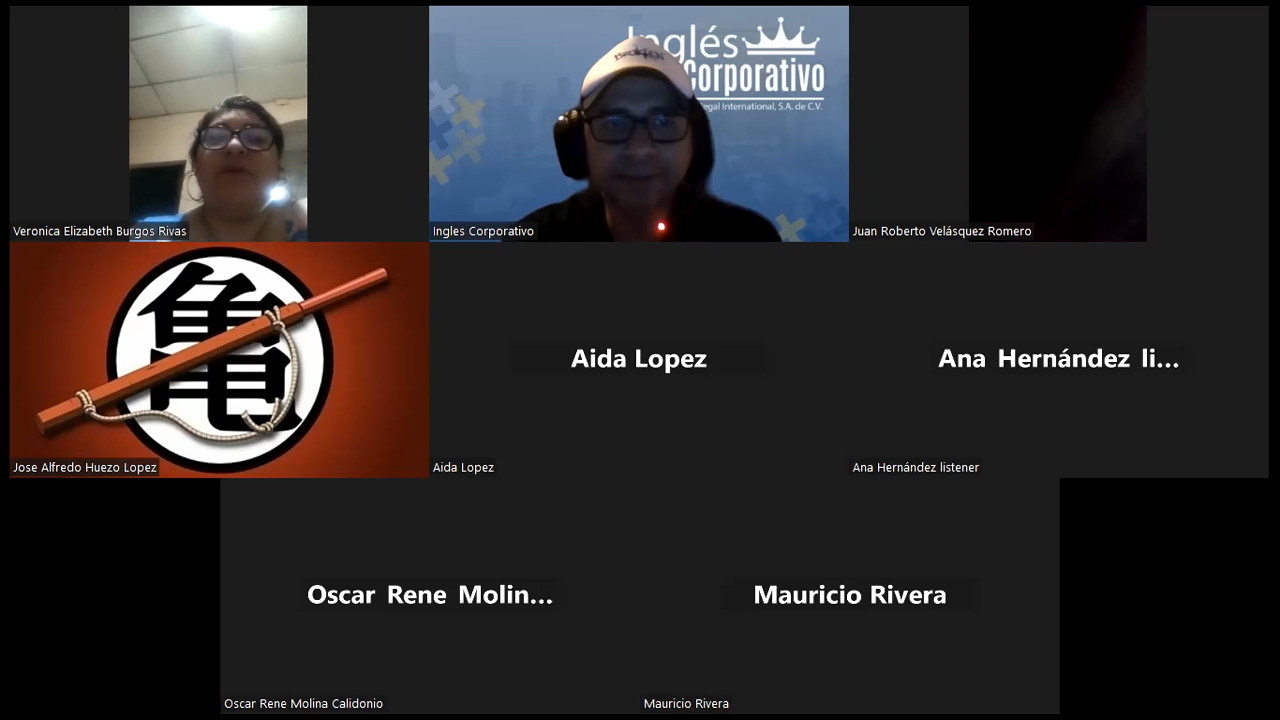 Inglés
Corporativo
egal International, S.A. de C.V.
BROKLYN
Veronica Elizabeth Burgos Rivas
Ingles Corporativo
Juan Roberto Velásquez Romero
亀
Jose Alfredo Huezo Lopez
Aida Lopez
Aida Lopez
Ana Hernández li...
Ana Hernández listener
Oscar Rene Molin...
Oscar Rene Molina Calidonio
Mauricio Rivera
Mauricio Rivera